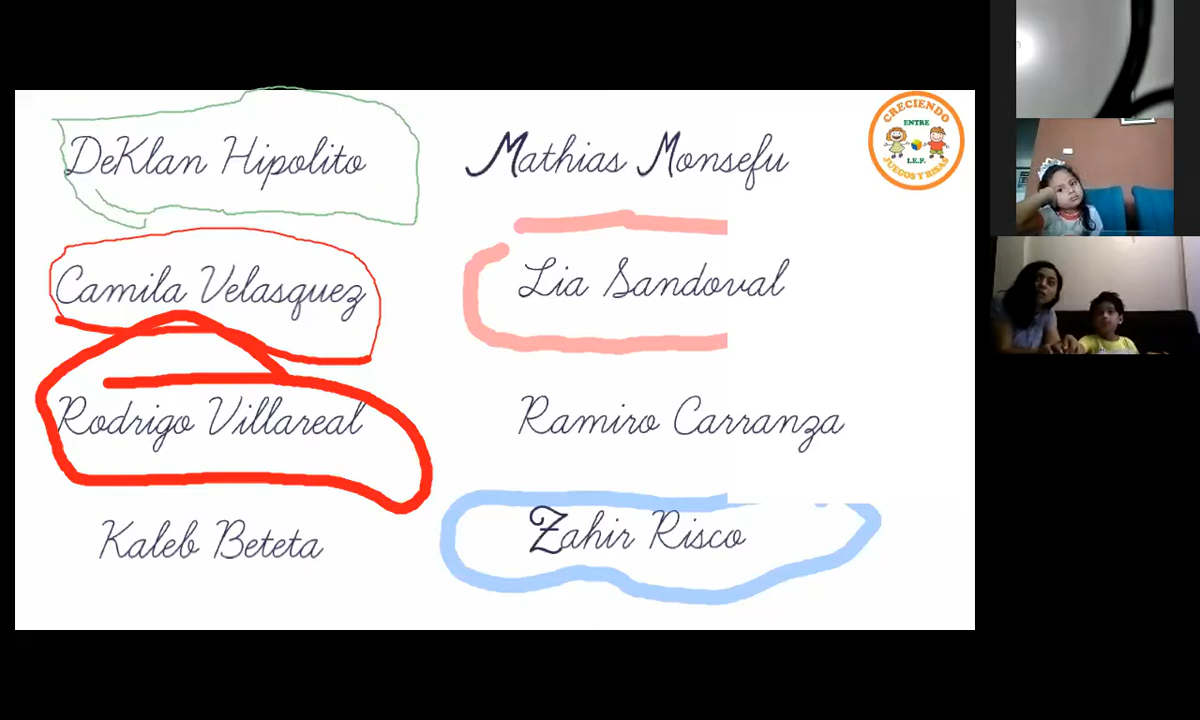 DeKlan Hipolito
Mathias Monsefu
Camila Velasquez
Lia Sandoval
Rodrigo Villareal
Ramiro Carranza
Kaleb Beteta
Zahir Risco
CRECIENDO
ENTRE
I.E.P.
JUEGOS Y RISAS